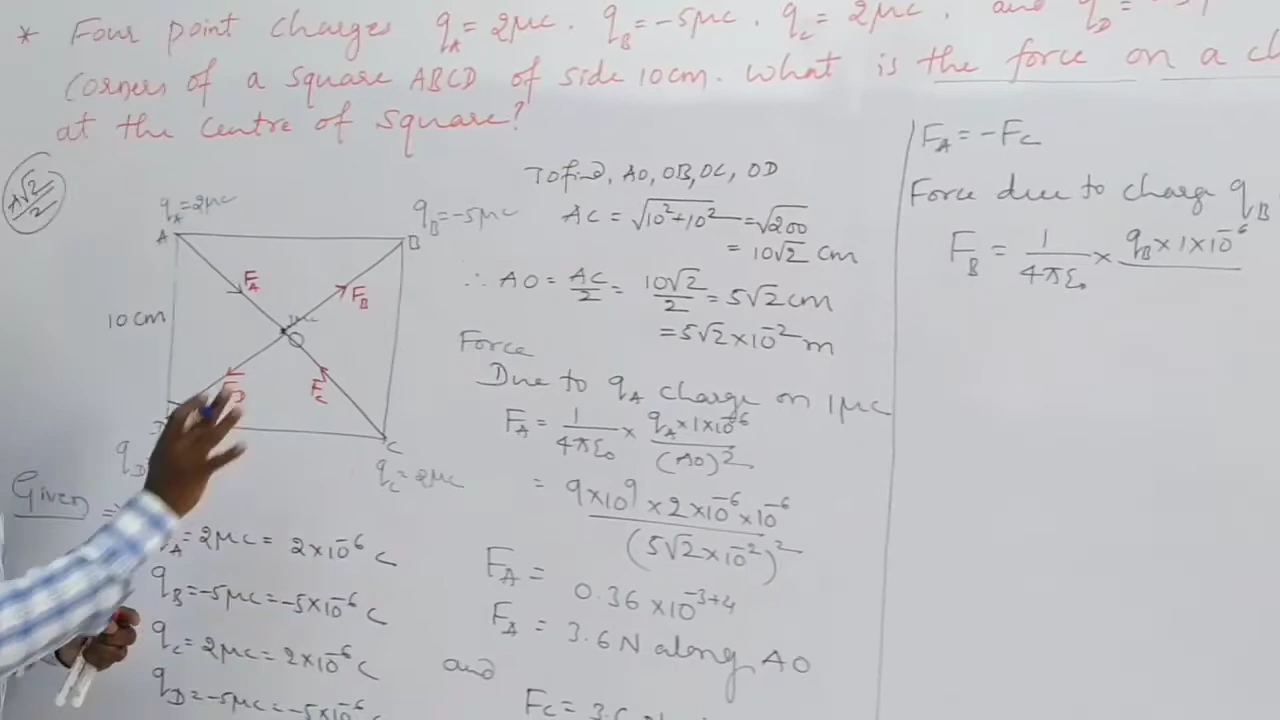 * Four point charges q_A = 2μc . q_B = -5μc . q_C = 2μc , and q_D =
Corners of a square ABCD of side 10cm. What is the force on a
at the centre of square?
A√2/2
q_A = 2μc
q_B = -5μc
A
B
F_A
F_B
10cm
O
F_D
F_C
C
q_D
q_C = 2μc
Given =>
q_A = 2μc = 2×10^-6 C
q_B = -5μc = -5×10^-6 C
q_C = 2μc = 2×10^-6 C
q_D = -5μc = -5×10^-6 C
To find, AO, OB, OC, OD
AC = √10²+10² = √200
= 10√2 cm
∴ AO = AC/2 = 10√2/2 = 5√2 cm
= 5√2×10^-2 m
Force
Due to q_A charge on 1μc
F_A = 1/4πε₀ × q_A×1×10^-6/(AO)²
= 9×10^9 × 2×10^-6 × 10^-6/(5√2×10^-2)²
F_A = 0.36×10^-3+4
F_A = 3.6N along AO
and
F_C = 3.6
F_A = -F_C
Force due to charge q_B
F_B = 1/4πε₀ × q_B×1×10^-6